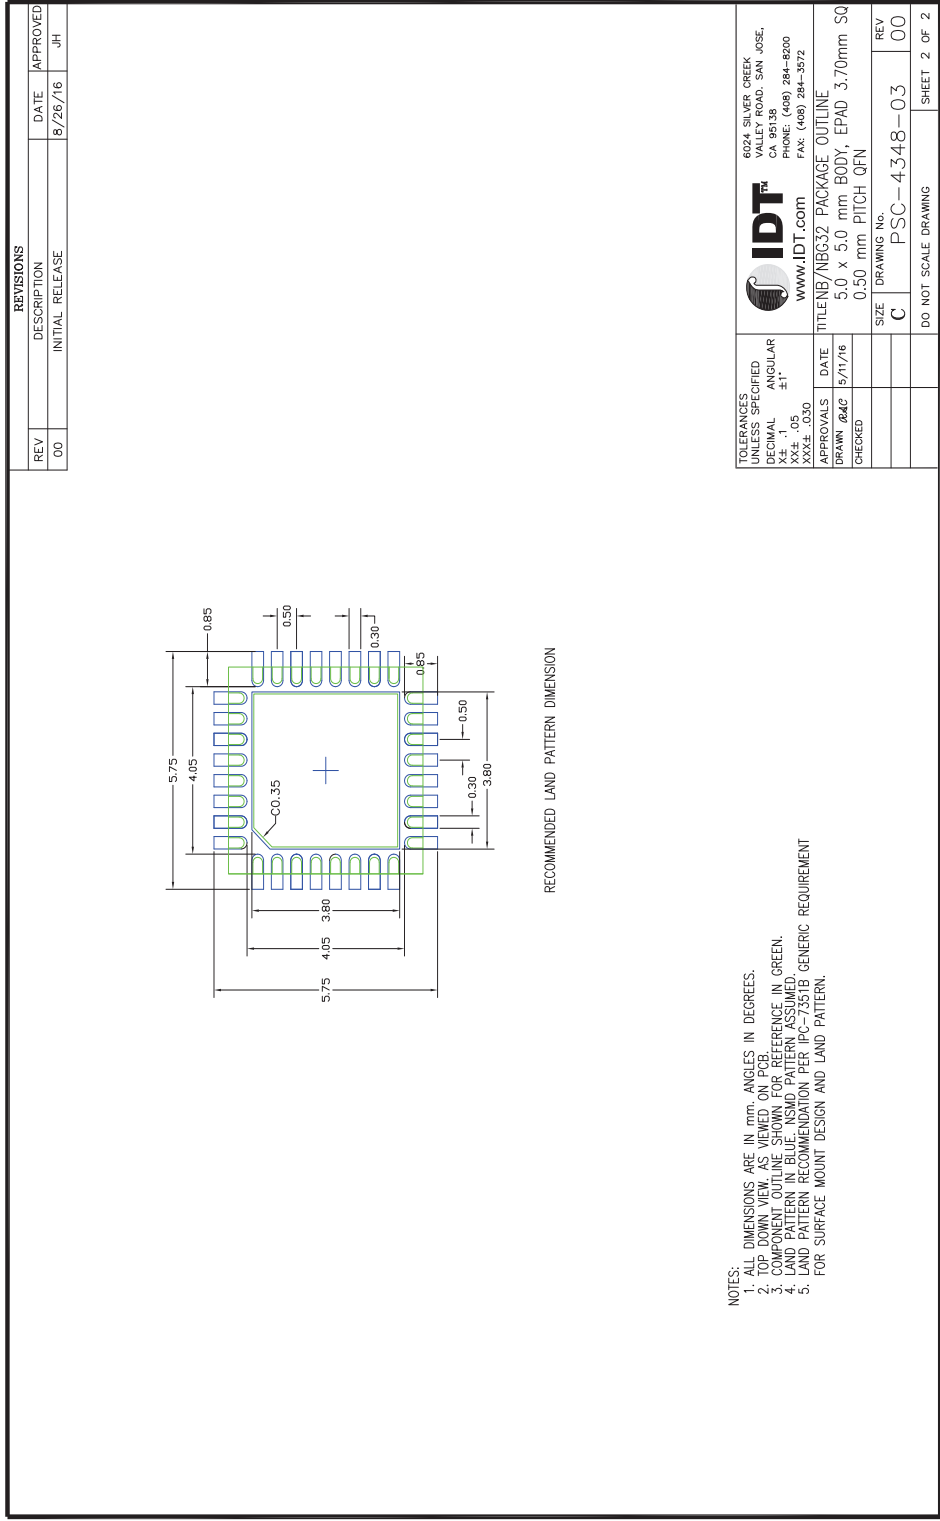 REVISIONS
REV DESCRIPTION DATE APPROVED
00 INITIAL RELEASE 8/26/16 JH
5.75
4.05
0.85
C0.35
0.50
0.30
0.85
3.80
4.05
5.75
0.30
0.50
3.80
RECOMMENDED LAND PATTERN DIMENSION
NOTES:
1. ALL DIMENSIONS ARE IN mm. ANGLES IN DEGREES.
2. TOP DOWN VIEW. AS VIEWED ON PCB.
3. COMPONENT OUTLINE SHOWN FOR REFERENCE IN GREEN.
4. LAND PATTERN IN BLUE. NSMD PATTERN ASSUMED.
5. LAND PATTERN RECOMMENDATION PER IPC-7351B GENERIC REQUIREMENT
FOR SURFACE MOUNT DESIGN AND LAND PATTERN.
TOLERANCES
UNLESS SPECIFIED
DECIMAL ANGULAR
X± .1 ±1°
XX± .05
XXX± .030
APPROVALS DATE
DRAWN RAC 5/11/16
CHECKED
IDT™
www.IDT.com
6024 SILVER CREEK
VALLEY ROAD. SAN JOSE,
CA 95138
PHONE: (408) 284-8200
FAX: (408) 284-3572
TITLE NB/NBG32 PACKAGE OUTLINE
5.0 x 5.0 mm BODY, EPAD 3.70mm SQ
0.50 mm PITCH QFN
SIZE DRAWING No. REV
C PSC-4348-03 00
DO NOT SCALE DRAWING SHEET 2 OF 2